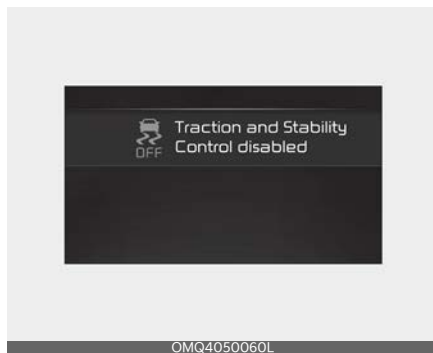 Traction and Stability
OFF Control disabled
OMQ4050060L